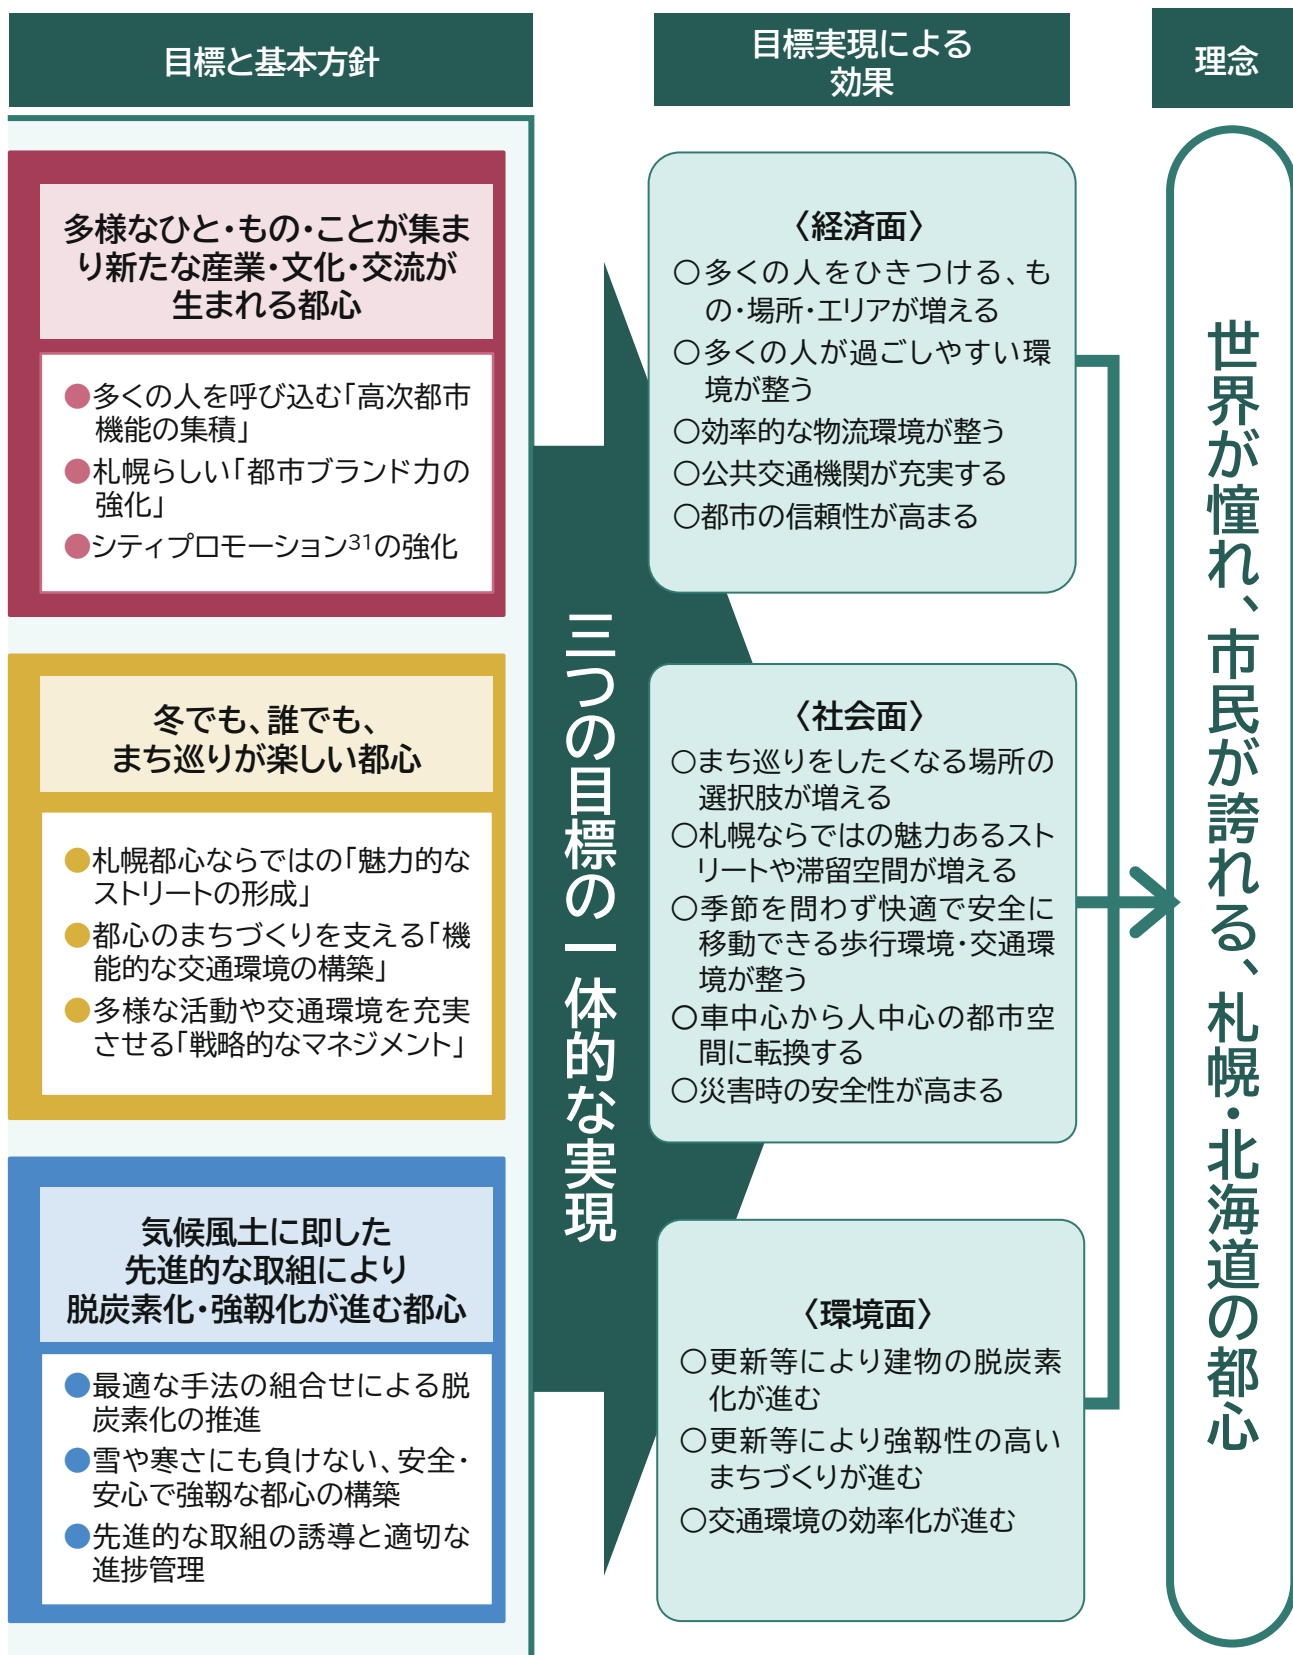 目標と基本方針
多様なひと・もの・ことが集ま
り新たな産業・文化・交流が
生まれる都心
●多くの人を呼び込む「高次都市
機能の集積」
●札幌らしい「都市ブランド力の
強化」
●シティプロモーション31の強化
冬でも、誰でも、
まち巡りが楽しい都心
●札幌都心ならではの「魅力的な
ストリートの形成」
●都心のまちづくりを支える「機
能的な交通環境の構築」
●多様な活動や交通環境を充実
させる「戦略的なマネジメント」
気候風土に即した
先進的な取組により
脱炭素化・強靱化が進む都心
●最適な手法の組合せによる脱
炭素化の推進
●雪や寒さにも負けない、安全・
安心で強靱な都心の構築
●先進的な取組の誘導と適切な
進捗管理
三つの目標の一体的な実現
目標実現による
効果
〈経済面〉
○多くの人をひきつける、も
の・場所・エリアが増える
○多くの人が過ごしやすい環
境が整う
○効率的な物流環境が整う
○公共交通機関が充実する
○都市の信頼性が高まる
〈社会面〉
○まち巡りをしたくなる場所の
選択肢が増える
○札幌ならではの魅力あるスト
リートや滞留空間が増える
○季節を問わず快適で安全に
移動できる歩行環境・交通環
境が整う
○車中心から人中心の都市空
間に転換する
○災害時の安全性が高まる
〈環境面〉
○更新等により建物の脱炭素
化が進む
○更新等により強靱性の高い
まちづくりが進む
○交通環境の効率化が進む
理念
世界が憧れ、市民が誇れる、札幌・北海道の都心